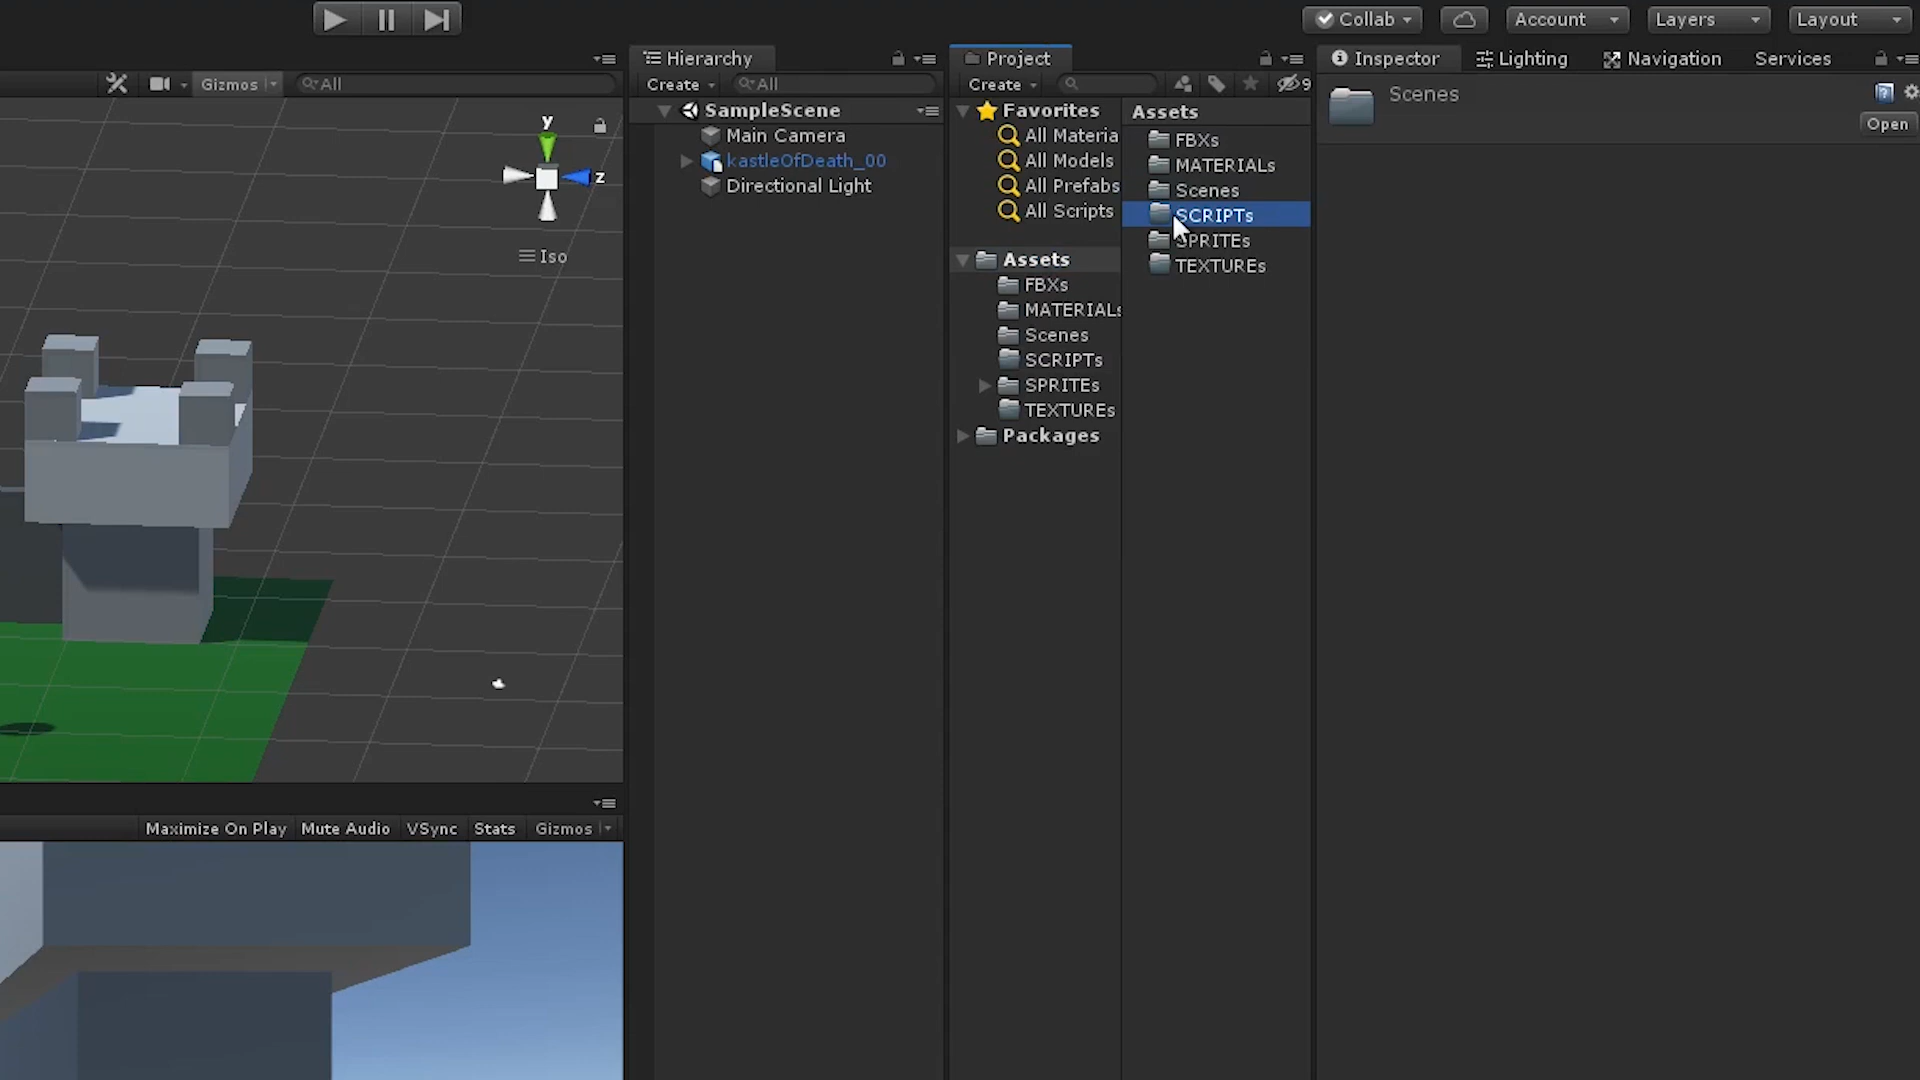 Collab
Account
Layers
Layout
Hierarchy
Project
Inspector
Lighting
Navigation
Services
Gizmos
All
Create
All
Create
9
SampleScene
Main Camera
kastleOfDeath_00
Directional Light
Favorites
All Materia
All Models
All Prefabs
All Scripts
Assets
FBXs
MATERIALs
Scenes
SCRIPTs
SPRITEs
TEXTUREs
Packages
Assets
FBXs
MATERIALs
Scenes
SCRIPTs
SPRITEs
TEXTUREs
Scenes
Open
y
z
Iso
Maximize On Play
Mute Audio
VSync
Stats
Gizmos